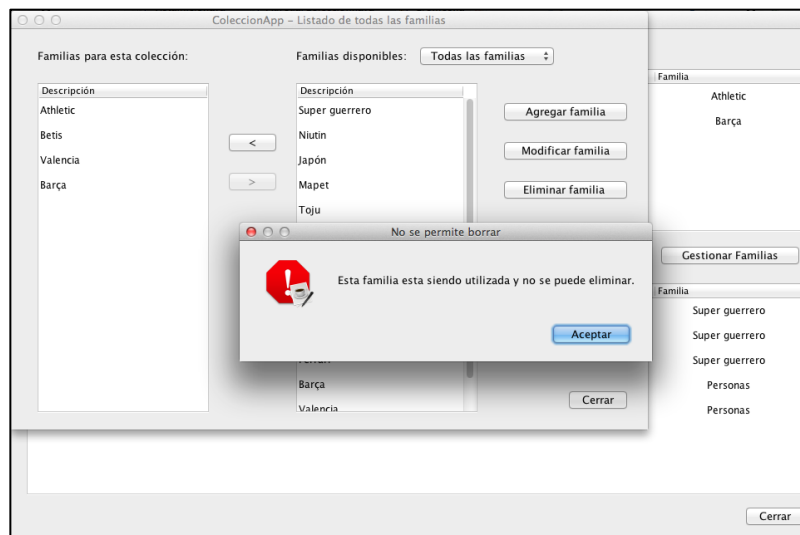 ColeccionApp – Listado de todas las familias
Familias para esta colección:
Familias disponibles:
Todas las familias
Descripción
Athletic
Betis
Valencia
Barça
<
>
Descripción
Super guerrero
Niutin
Japón
Mapet
Toju
Barça
Valencia
Agregar familia
Modificar familia
Eliminar familia
Cerrar
No se permite borrar
Esta familia esta siendo utilizada y no se puede eliminar.
Aceptar
Familia
Athletic
Barça
Gestionar Familias
Familia
Super guerrero
Super guerrero
Super guerrero
Personas
Personas
Cerrar